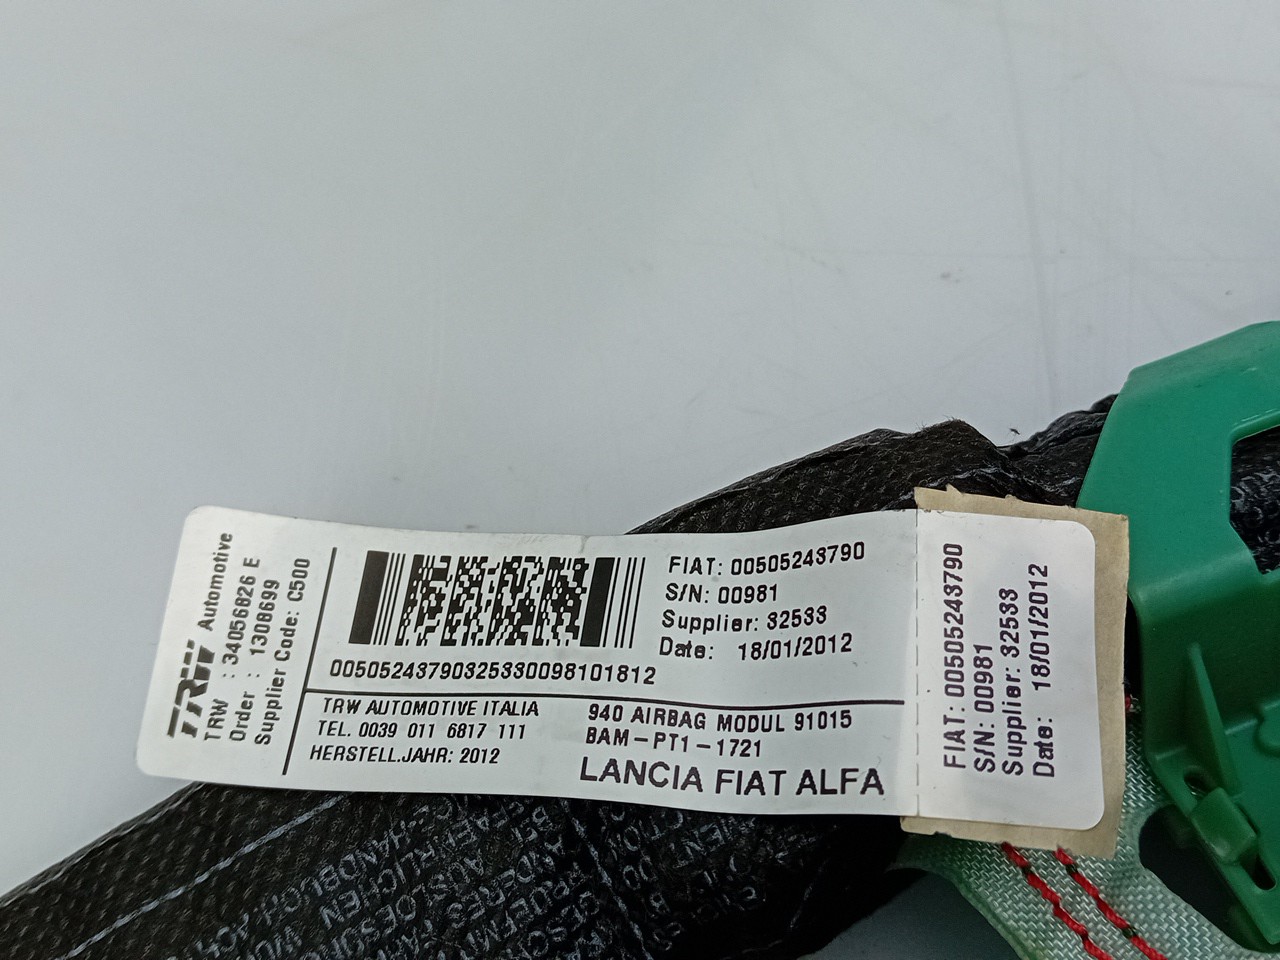 TRW Automotive
TRW : 34056826 E
Order : 1308699
Supplier Code: C500
FIAT: 00505243790
S/N: 00981
Supplier: 32533
Date: 18/01/2012
00505243790325330098101812
TRW AUTOMOTIVE ITALIA
TEL. 0039 011 6817 111
HERSTELL.JAHR: 2012
940 AIRBAG MODUL 91015
BAM-PT1-1721
LANCIA FIAT ALFA
FIAT: 00505243790
S/N: 00981
Supplier: 32533
Date: 18/01/2012